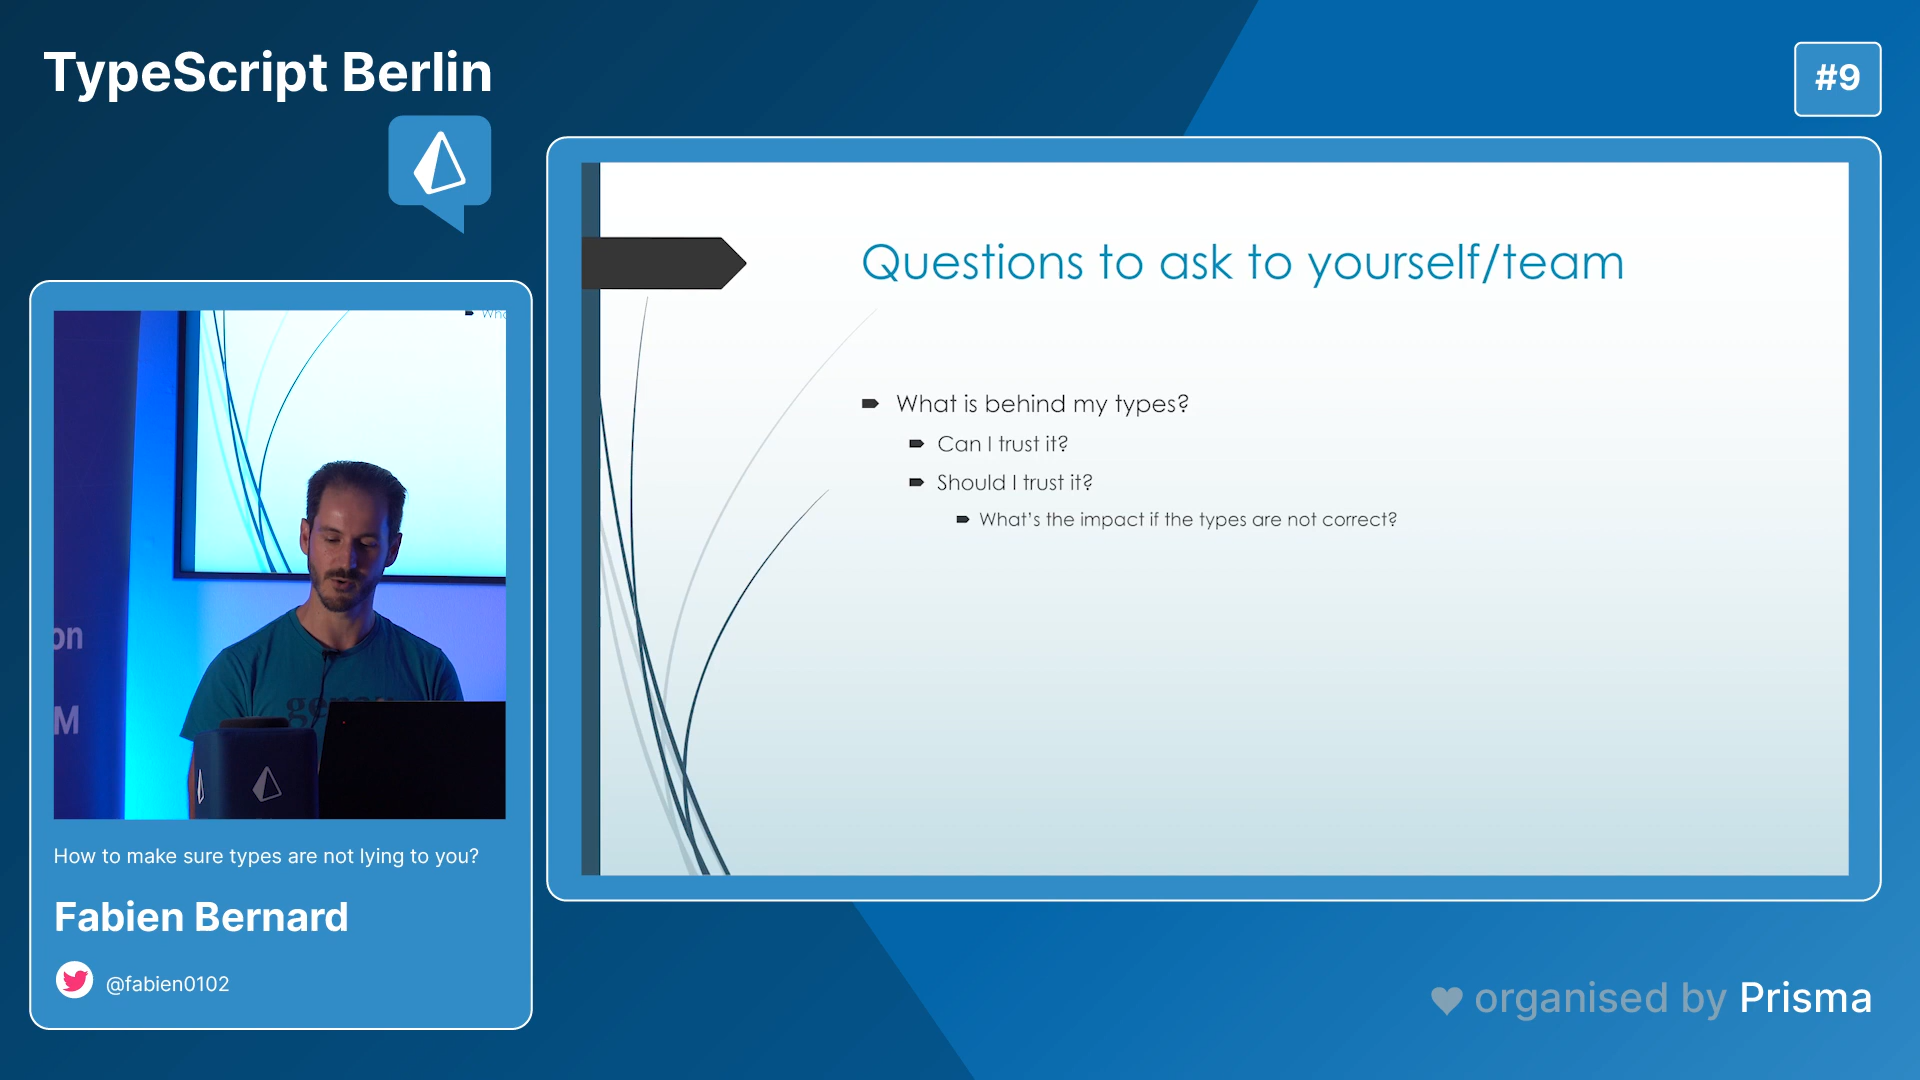 TypeScript Berlin
#9
Questions to ask to yourself/team
What is behind my types?
Can I trust it?
Should I trust it?
What's the impact if the types are not correct?
on
M
How to make sure types are not lying to you?
Fabien Bernard
@fabien0102
organised by Prisma